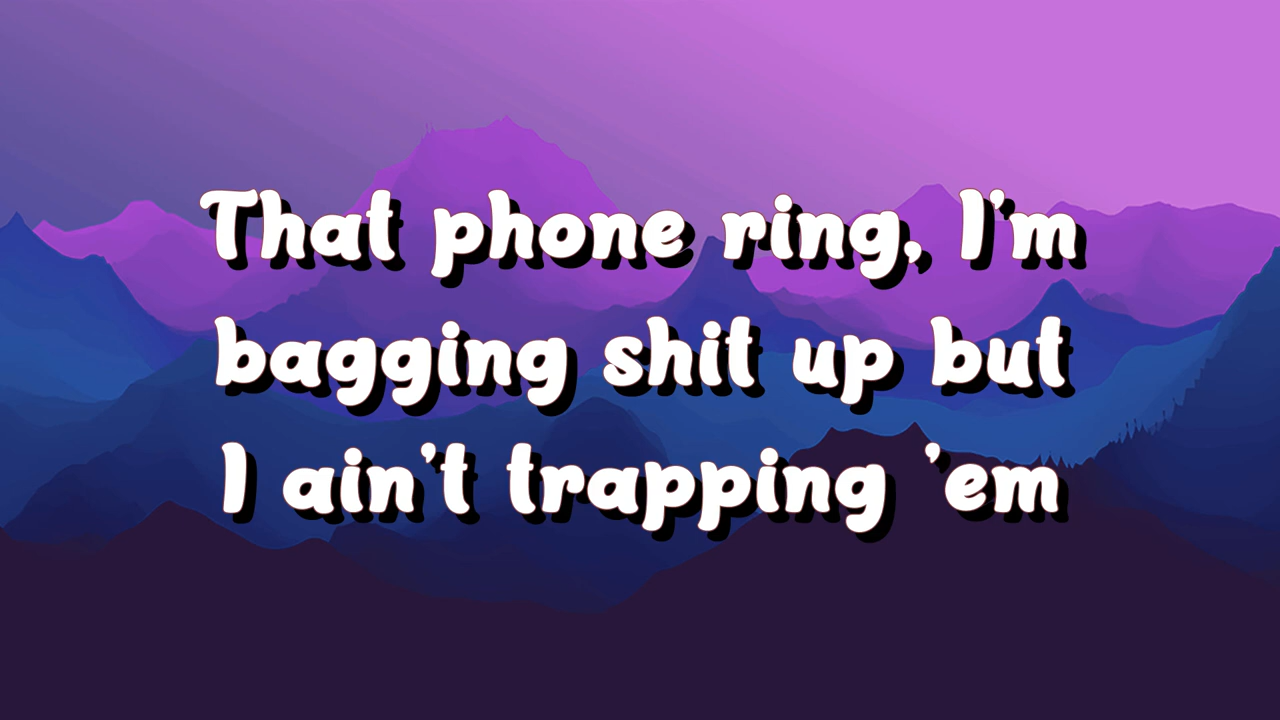 That phone ring, I'm
bagging shit up but
I ain't trapping 'em